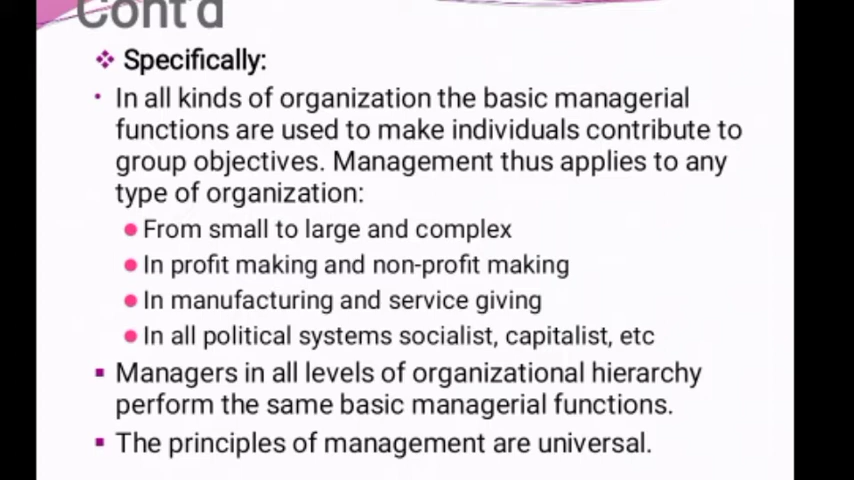 Cont'd
Specifically:
In all kinds of organization the basic managerial
functions are used to make individuals contribute to
group objectives. Management thus applies to any
type of organization:
From small to large and complex
In profit making and non-profit making
In manufacturing and service giving
In all political systems socialist, capitalist, etc
Managers in all levels of organizational hierarchy
perform the same basic managerial functions.
The principles of management are universal.